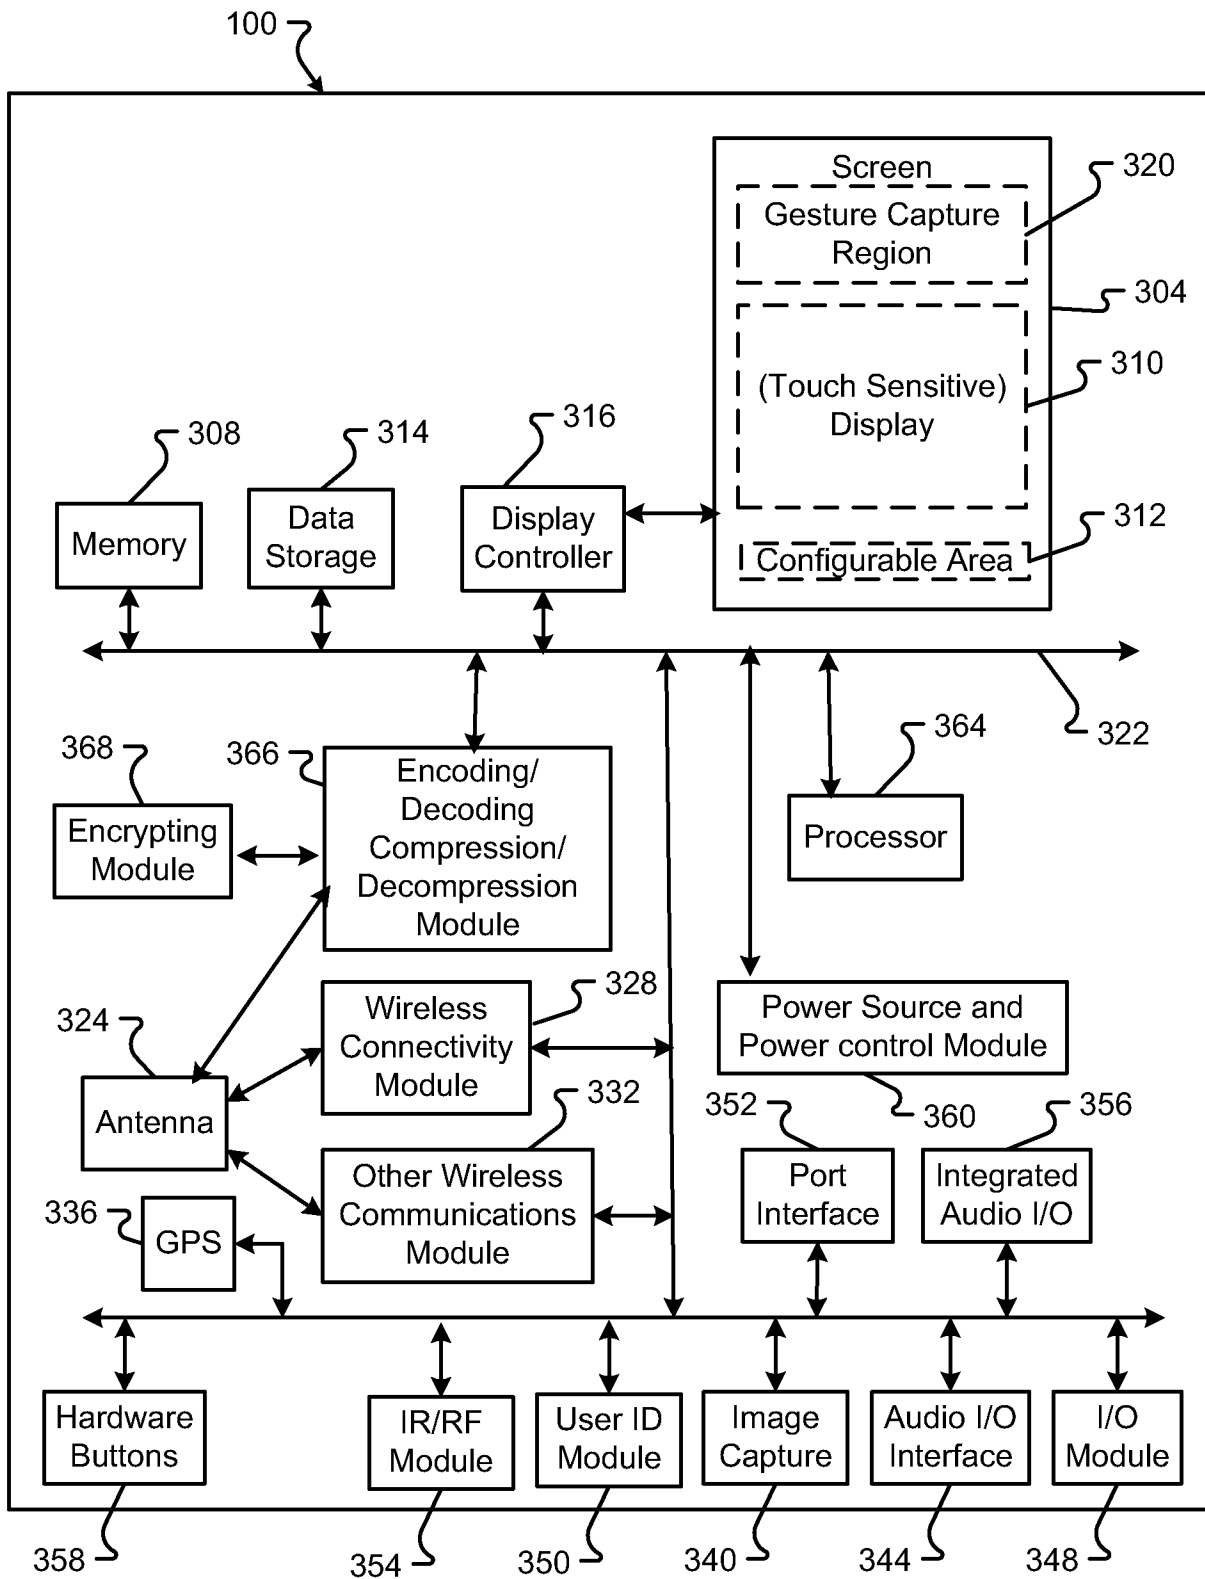 100
Screen
320
Gesture Capture
Region
304
310
(Touch Sensitive)
Display
308
314
316
312
Memory
Data
Storage
Display
Controller
Configurable Area
322
364
368
366
Encoding/
Decoding
Compression/
Decompression
Module
Encrypting
Module
Processor
328
Wireless
Connectivity
Module
Power Source and
Power control Module
324
Antenna
332
352
360
356
Other Wireless
Communications
Module
Port
Interface
Integrated
Audio I/O
336
GPS
Hardware
Buttons
IR/RF
Module
User ID
Module
Image
Capture
Audio I/O
Interface
I/O
Module
358
354
350
340
344
348